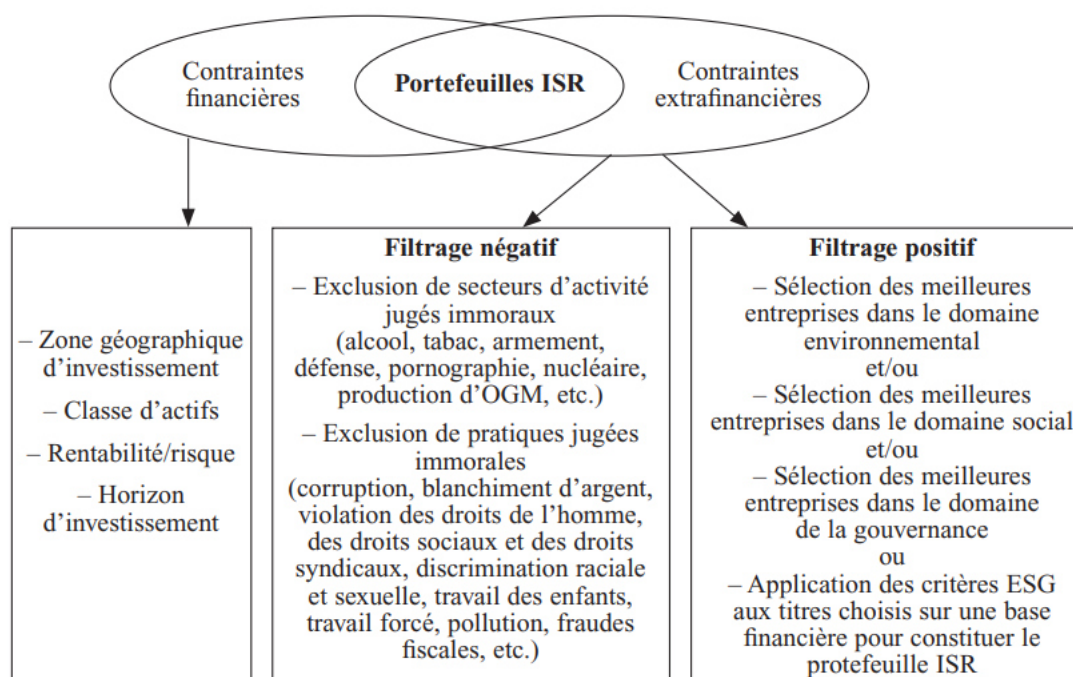 Contraintes
financières
Portefeuilles ISR
Contraintes
extrafinancières
– Zone géographique
d’investissement
– Classe d’actifs
– Rentabilité/risque
– Horizon
d’investissement
Filtrage négatif
– Exclusion de secteurs d’activité
jugés immoraux
(alcool, tabac, armement,
défense, pornographie, nucléaire,
production d’OGM, etc.)
– Exclusion de pratiques jugées
immorales
(corruption, blanchiment d’argent,
violation des droits de l’homme,
des droits sociaux et des droits
syndicaux, discrimination raciale
et sexuelle, travail des enfants,
travail forcé, pollution, fraudes
fiscales, etc.)
Filtrage positif
– Sélection des meilleures
entreprises dans le domaine
environnemental
et/ou
– Sélection des meilleures
entreprises dans le domaine social
et/ou
– Sélection des meilleures
entreprises dans le domaine
de la gouvernance
ou
– Application des critères ESG
aux titres choisis sur une base
financière pour constituer le
protefeuille ISR